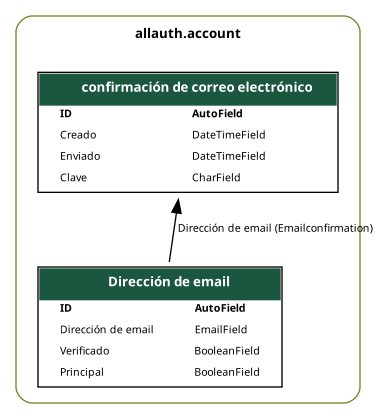 allauth.account
confirmación de correo electrónico
ID AutoField
Creado DateTimeField
Enviado DateTimeField
Clave CharField
Dirección de email (Emailconfirmation)
Dirección de email
ID AutoField
Dirección de email EmailField
Verificado BooleanField
Principal BooleanField